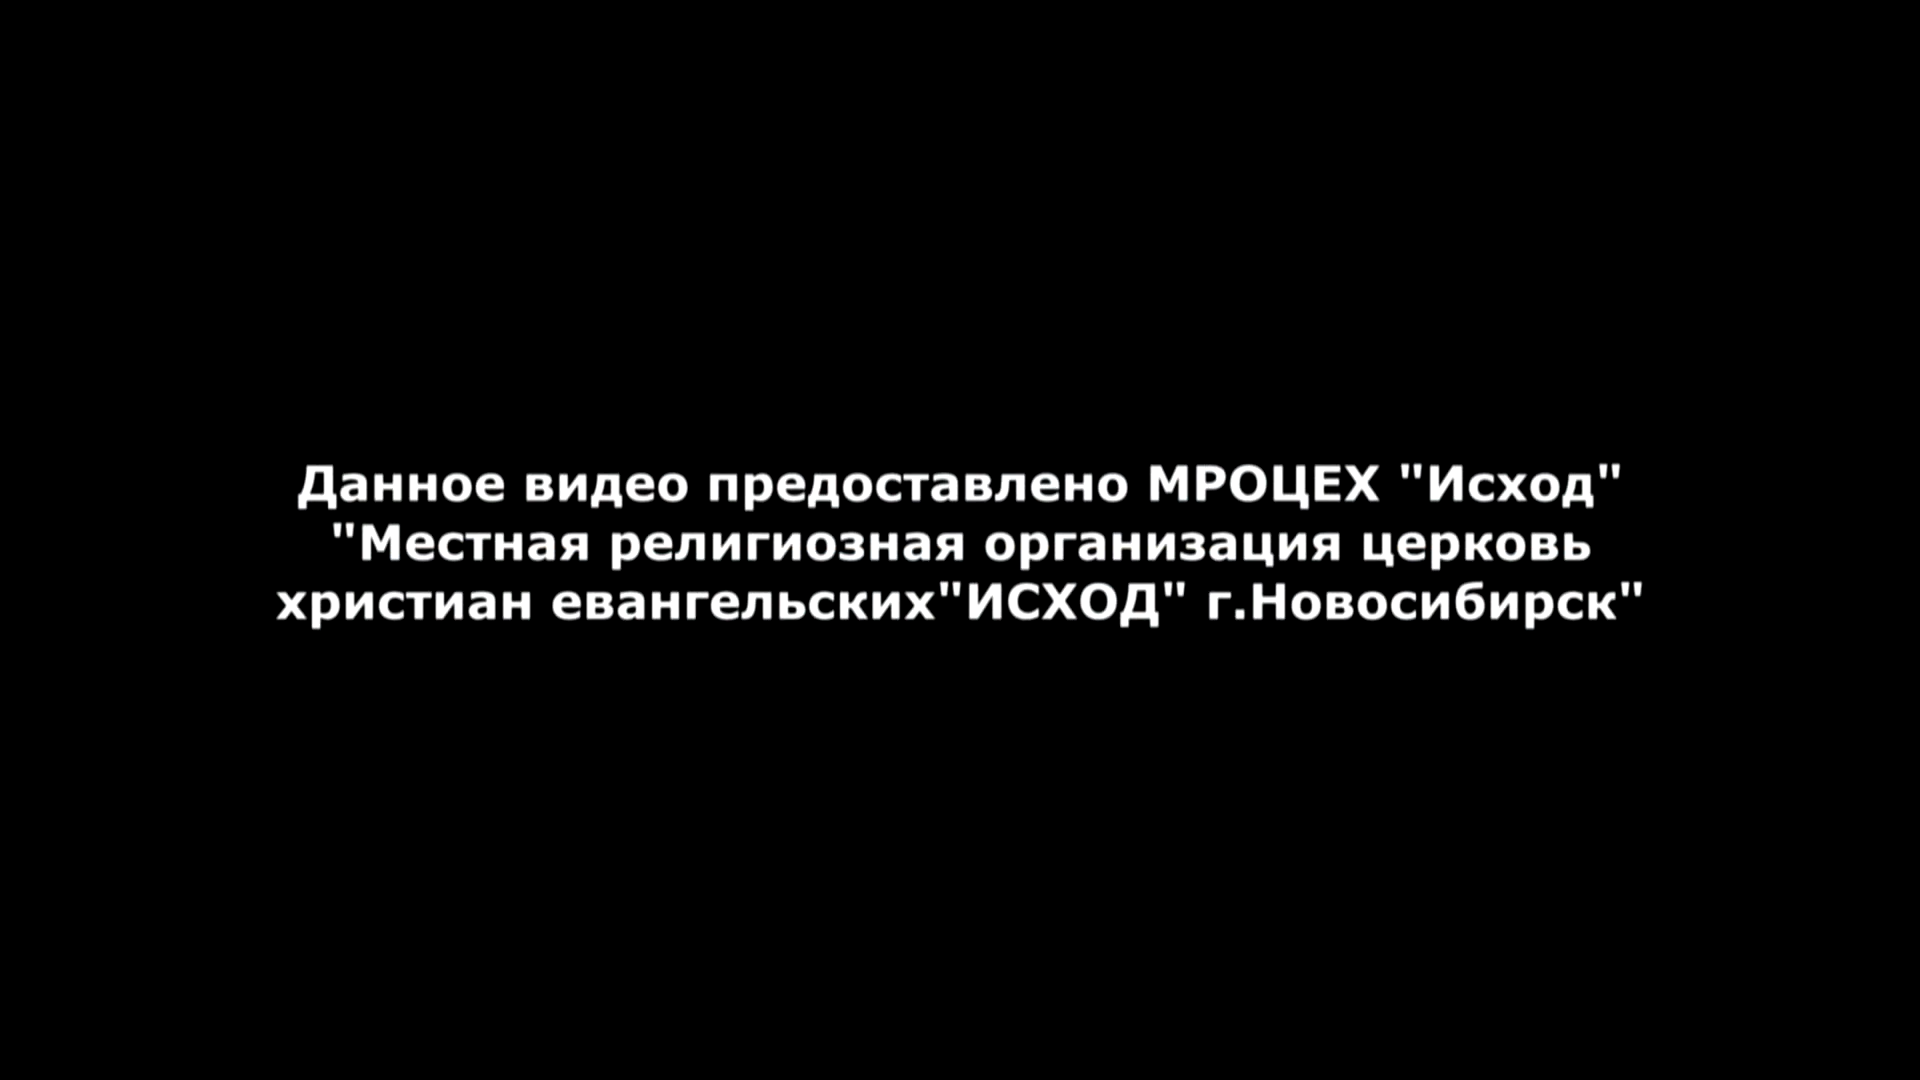 Данное видео предоставлено МРОЦЕХ "Исход"
"Местная религиозная организация церковь
христиан евангельских"ИСХОД" г.Новосибирск"